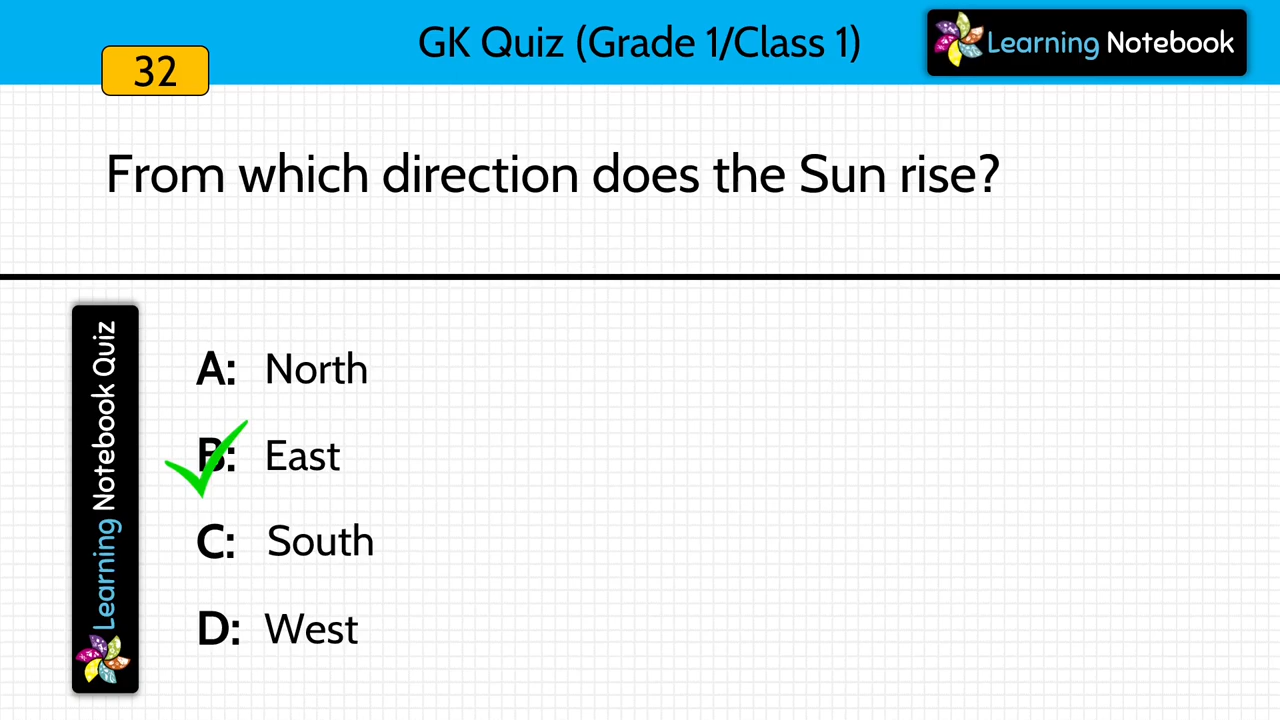 GK Quiz (Grade 1/Class 1)
Learning Notebook
32
From which direction does the Sun rise?
Learning Notebook Quiz
A: North
B: East
C: South
D: West